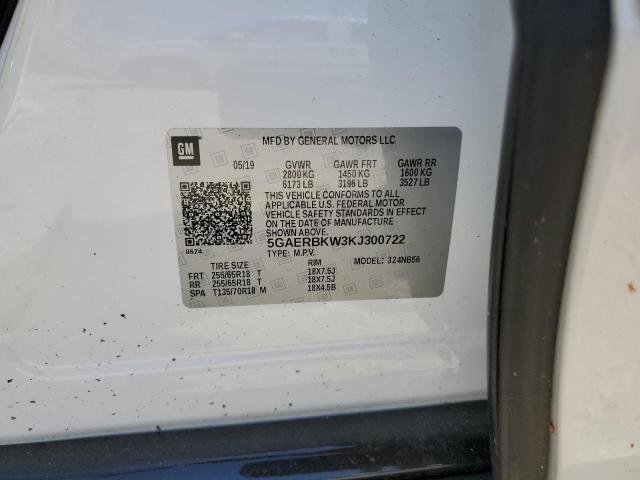 MFD BY GENERAL MOTORS LLC
GM
05/19 GVWR GAWR FRT GAWR RR
2800KG 1450 KG 1600 KG
6173 LB 3196 LB 3527 LB
THIS VEHICLE CONFORMS TO ALL
APPLICABLE U.S. FEDERAL MOTOR
VEHICLE SAFETY STANDARDS IN EFFECT
ON THE DATE OF MANUFACTURE
SHOWN ABOVE.
8624
5GAERBKW3KJ300722
TYPE: M.P.V. MODEL: 324NB56
TIRE SIZE RIM
FRT 255/65R18 T 18X7.5J
RR 255/65R18 T 18X7.5J
SPA T135/70R18 M 18X4.5B